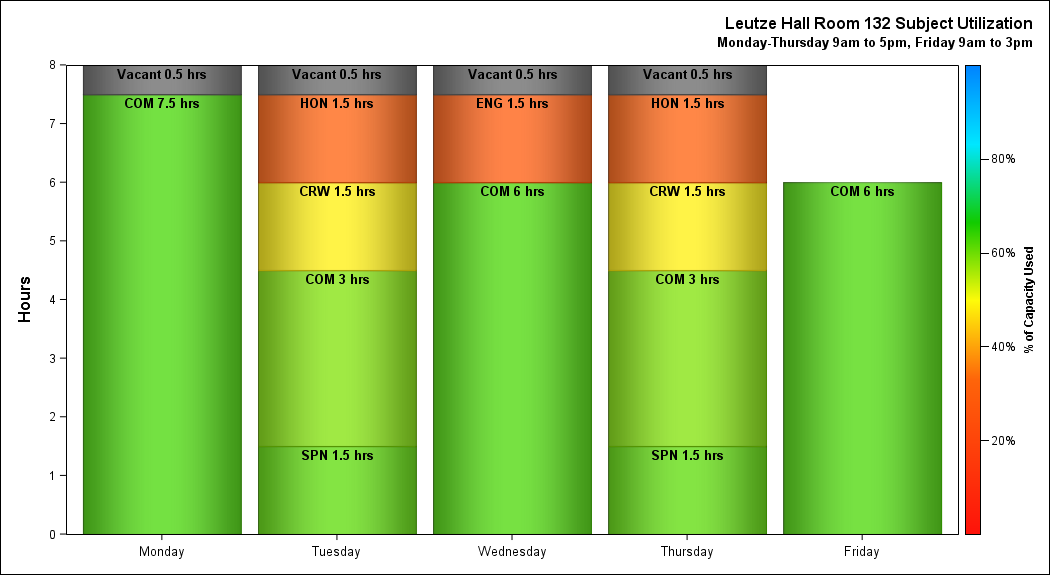 Leutze Hall Room 132 Subject Utilization
Monday-Thursday 9am to 5pm, Friday 9am to 3pm
Hours
8
7
6
5
4
3
2
1
0
Vacant 0.5 hrs
COM 7.5 hrs
Monday
Vacant 0.5 hrs
HON 1.5 hrs
CRW 1.5 hrs
COM 3 hrs
SPN 1.5 hrs
Tuesday
Vacant 0.5 hrs
ENG 1.5 hrs
COM 6 hrs
Wednesday
Vacant 0.5 hrs
HON 1.5 hrs
CRW 1.5 hrs
COM 3 hrs
SPN 1.5 hrs
Thursday
COM 6 hrs
Friday
80%
60%
40%
20%
% of Capacity Used